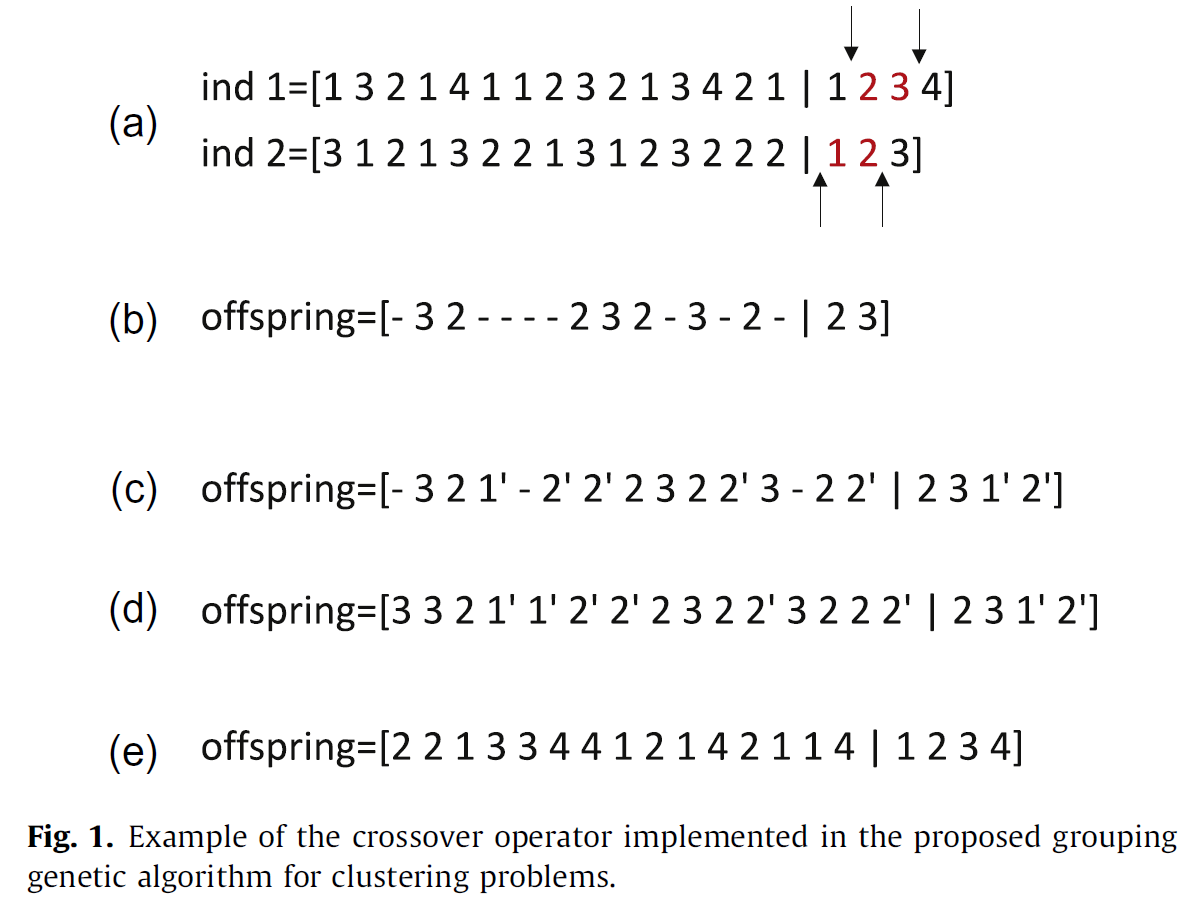 (a)
ind 1=[1 3 2 1 4 1 1 2 3 2 1 3 4 2 1 | 1 2 3 4]
ind 2=[3 1 2 1 3 2 2 1 3 1 2 3 2 2 2 | 1 2 3]
(b) offspring=[- 3 2 - - - - 2 3 2 - 3 - 2 - | 2 3]
(c) offspring=[- 3 2 1' - 2' 2' 2 3 2 2' 3 - 2 2' | 2 3 1' 2']
(d) offspring=[3 3 2 1' 1' 2' 2' 2 3 2 2' 3 2 2 2' | 2 3 1' 2']
(e) offspring=[2 2 1 3 3 4 4 1 2 1 4 2 1 1 4 | 1 2 3 4]
Fig. 1. Example of the crossover operator implemented in the proposed grouping
genetic algorithm for clustering problems.